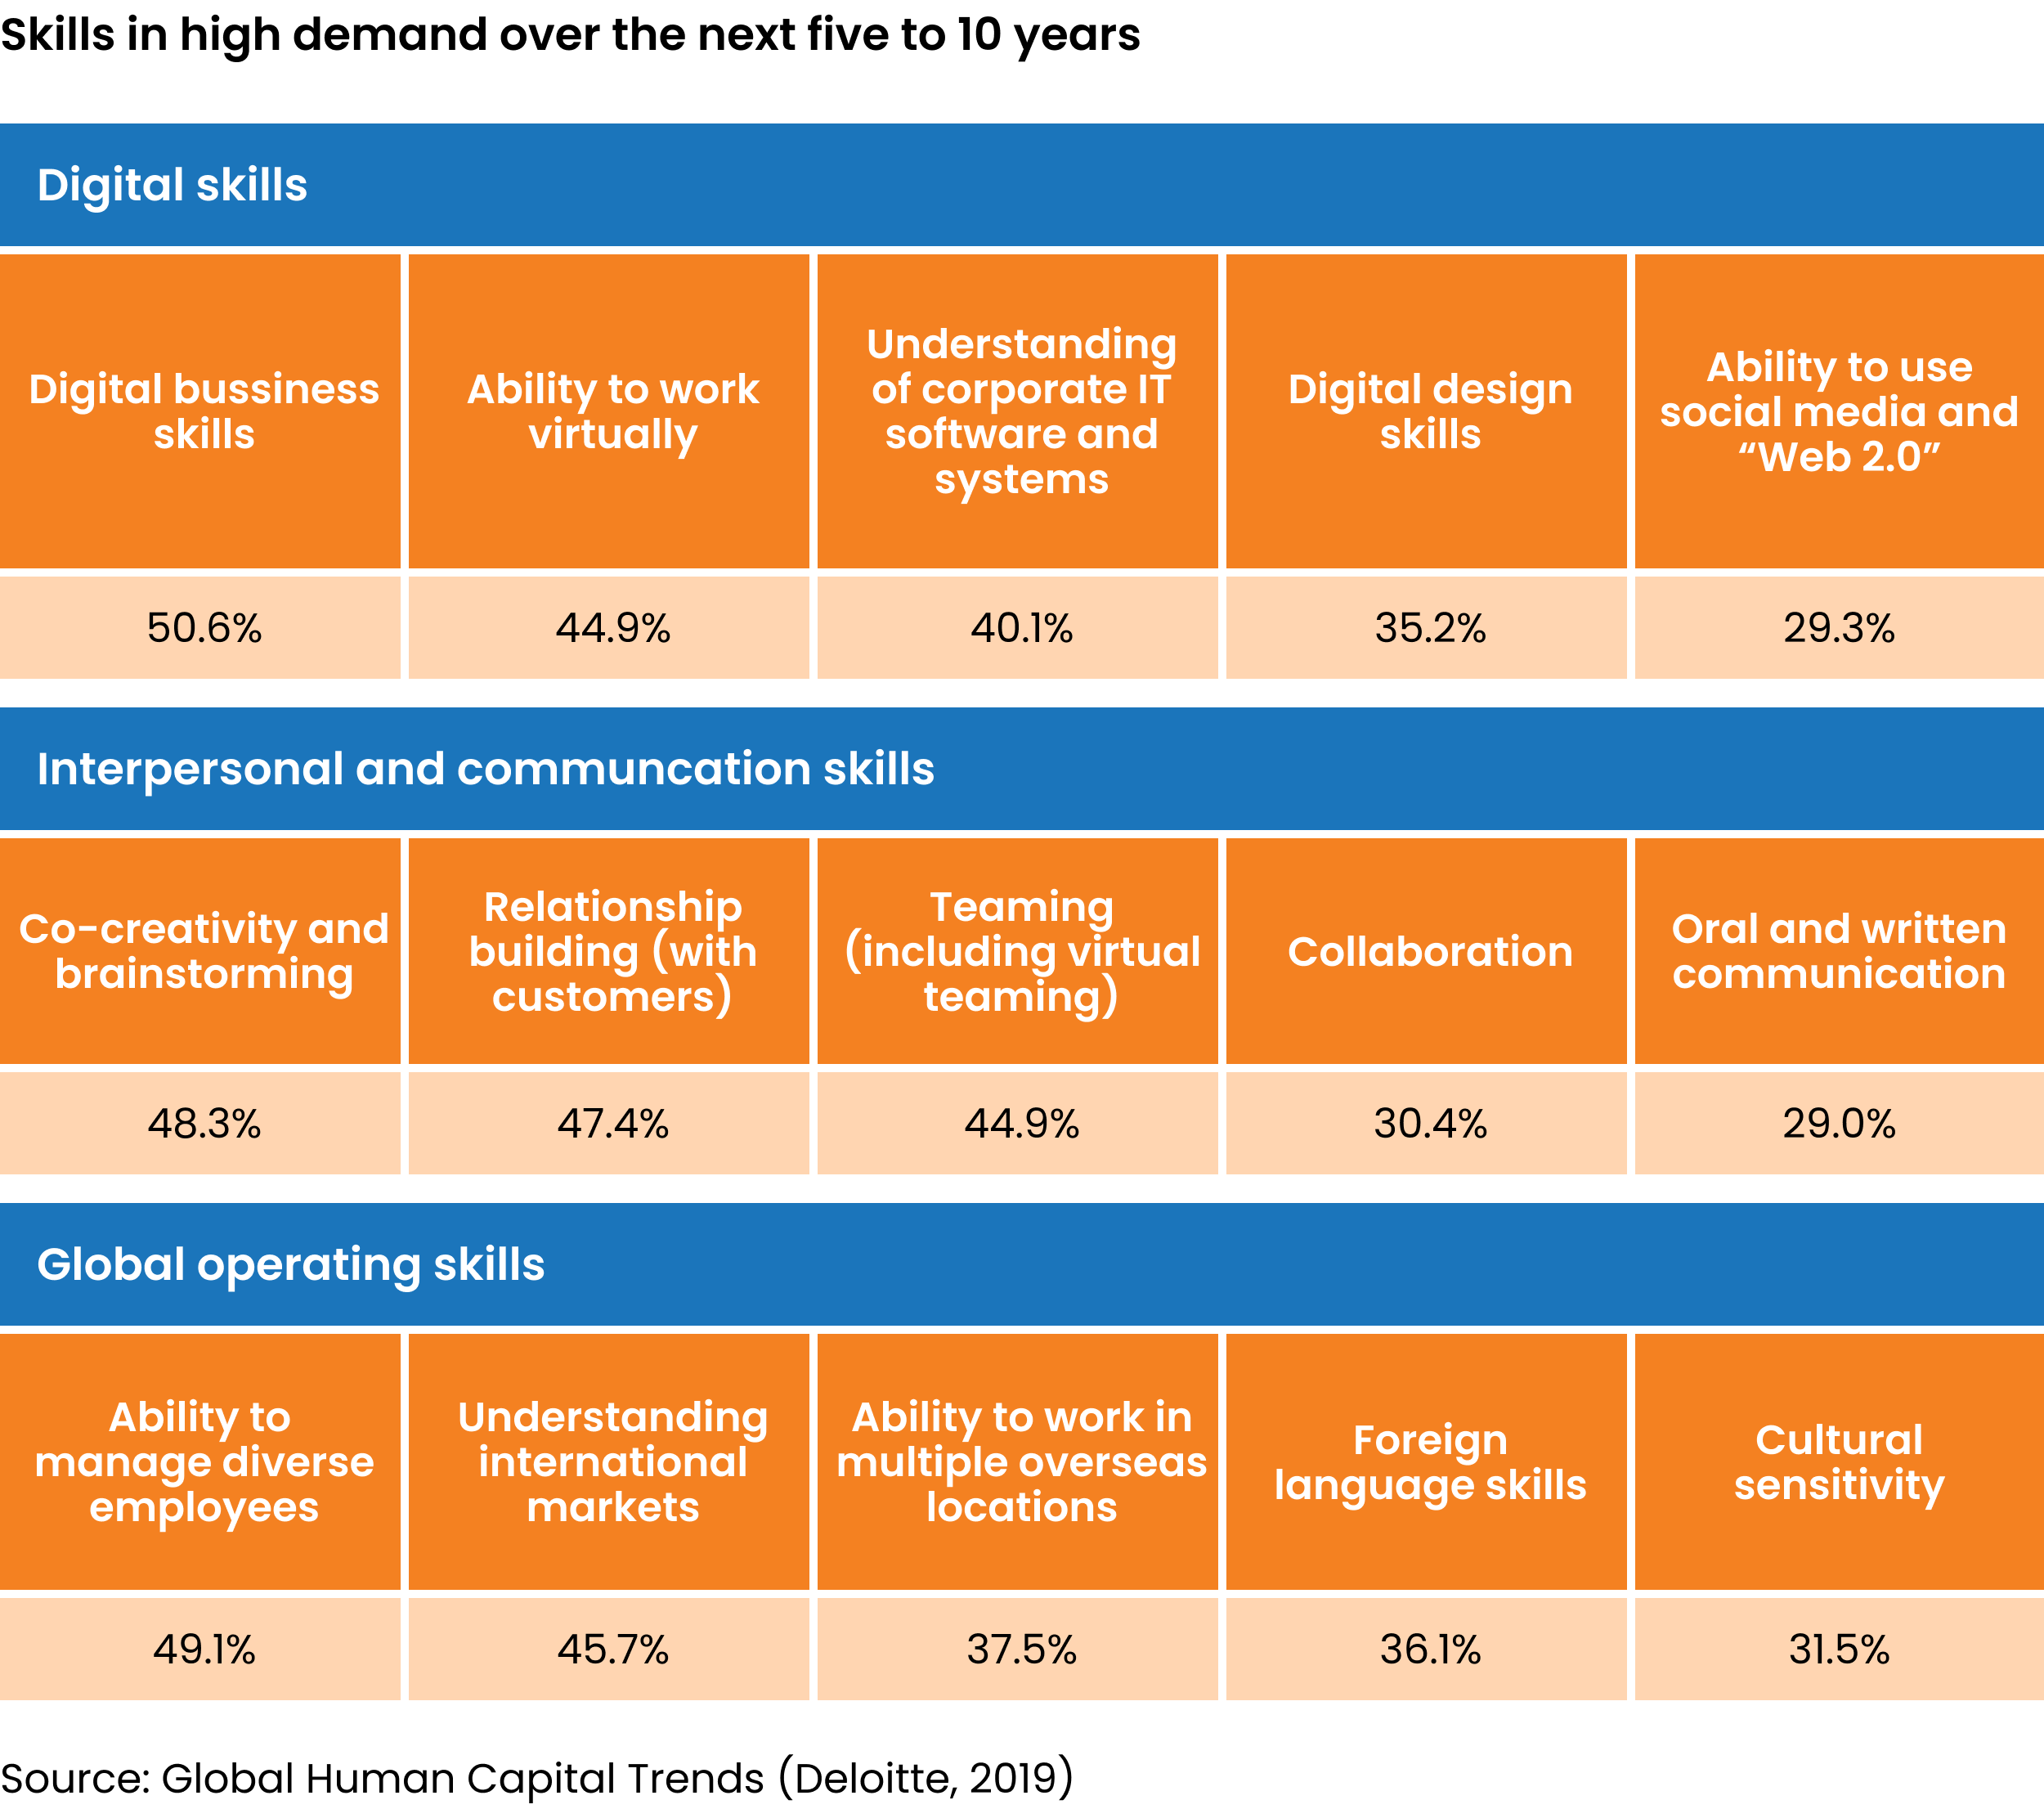 Skills in high demand over the next five to 10 years
Digital skills
Digital bussiness
skills
Ability to work
virtually
Understanding
of corporate IT
software and
systems
Digital design
skills
Ability to use
social media and
“Web 2.0”
50.6%
44.9%
40.1%
35.2%
29.3%
Interpersonal and communcation skills
Co-creativity and
brainstorming
Relationship
building (with
customers)
Teaming
(including virtual
teaming)
Collaboration
Oral and written
communication
48.3%
47.4%
44.9%
30.4%
29.0%
Global operating skills
Ability to
manage diverse
employees
Understanding
international
markets
Ability to work in
multiple overseas
locations
Foreign
language skills
Cultural
sensitivity
49.1%
45.7%
37.5%
36.1%
31.5%
Source: Global Human Capital Trends (Deloitte, 2019)